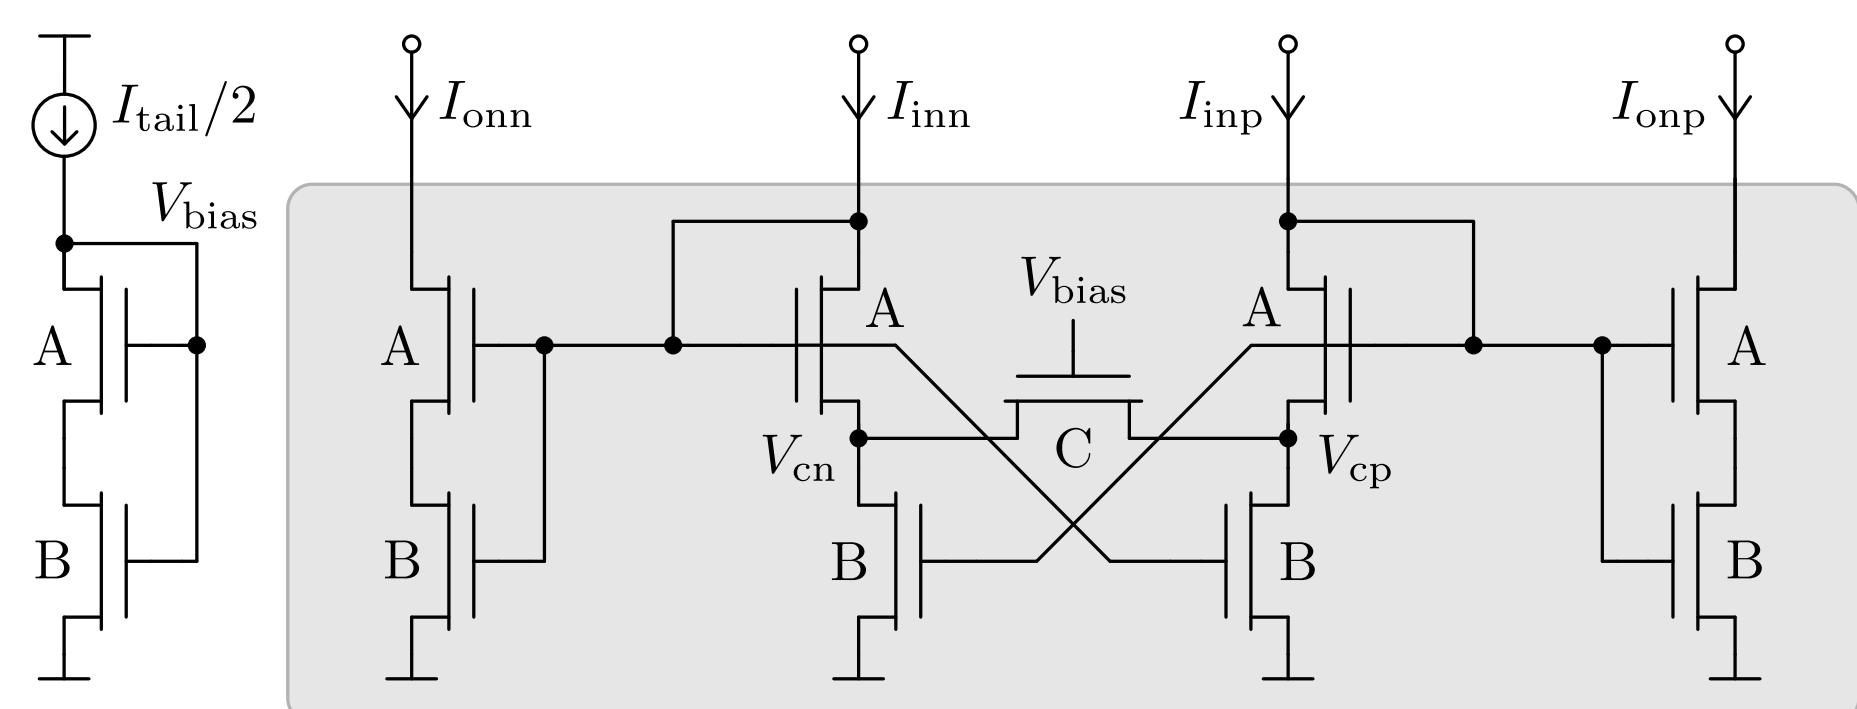 I_tail/2
I_onn
I_inn
I_inp
I_onp
V_bias
V_bias
A
A
A
A
A
V_cn
C
V_cp
B
B
B
B
B